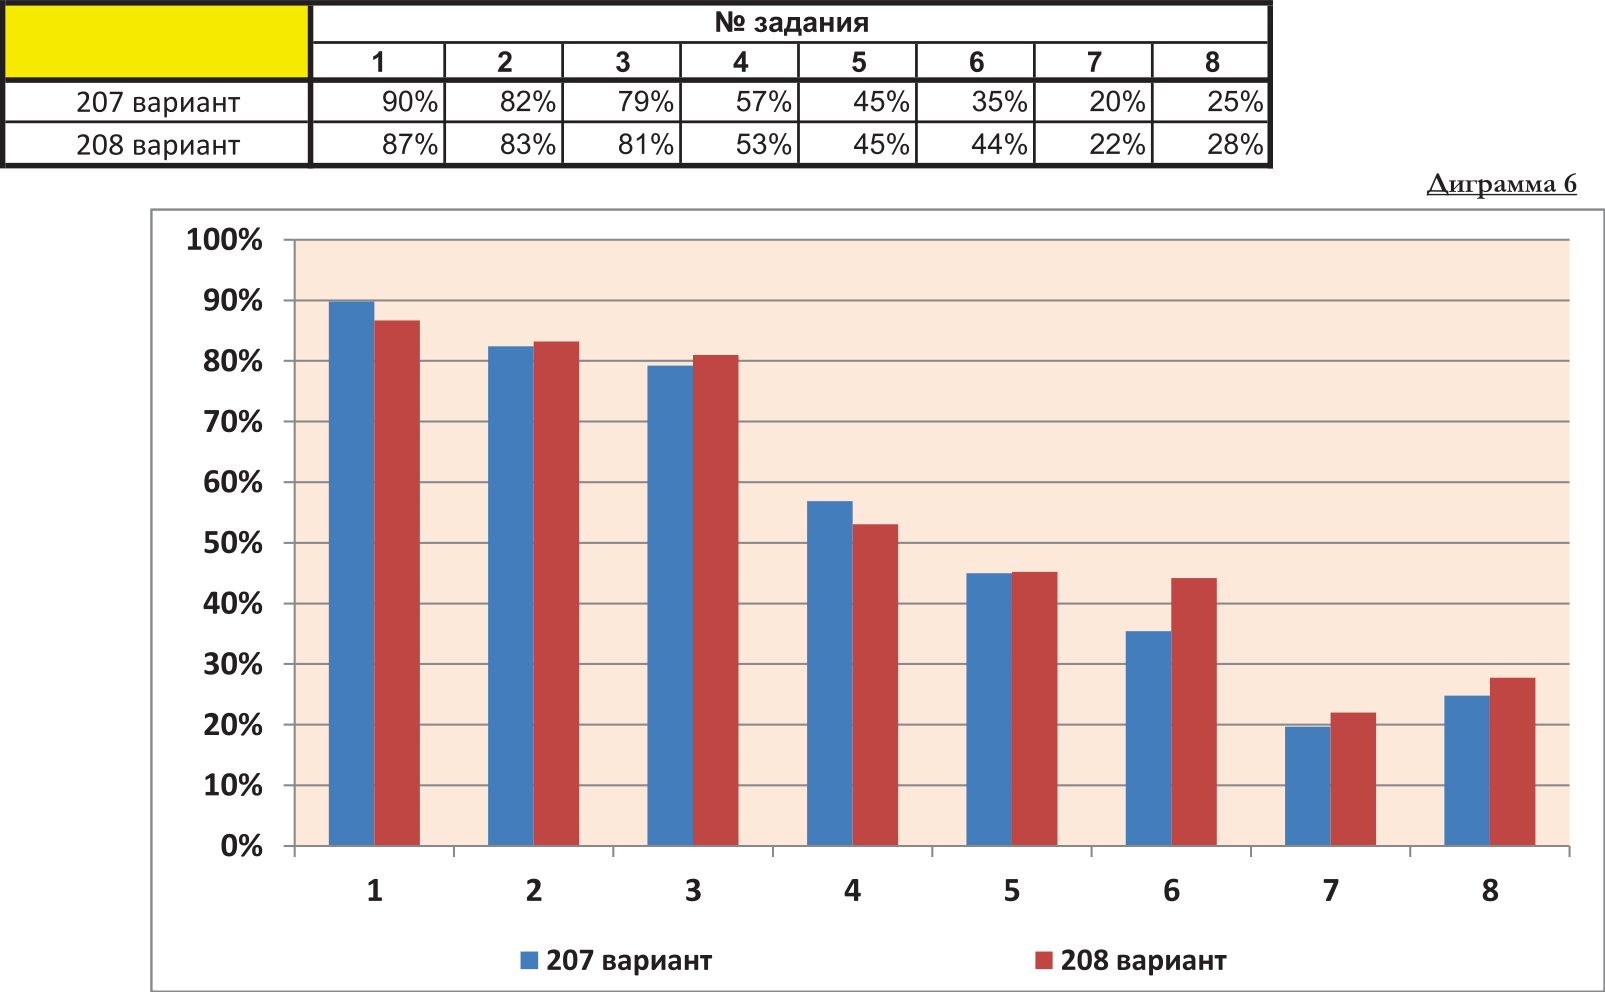 № задания
1 2 3 4 5 6 7 8
207 вариант 90% 82% 79% 57% 45% 35% 20% 25%
208 вариант 87% 83% 81% 53% 45% 44% 22% 28%
Диграмма 6
100%
90%
80%
70%
60%
50%
40%
30%
20%
10%
0%
1 2 3 4 5 6 7 8
207 вариант 208 вариант